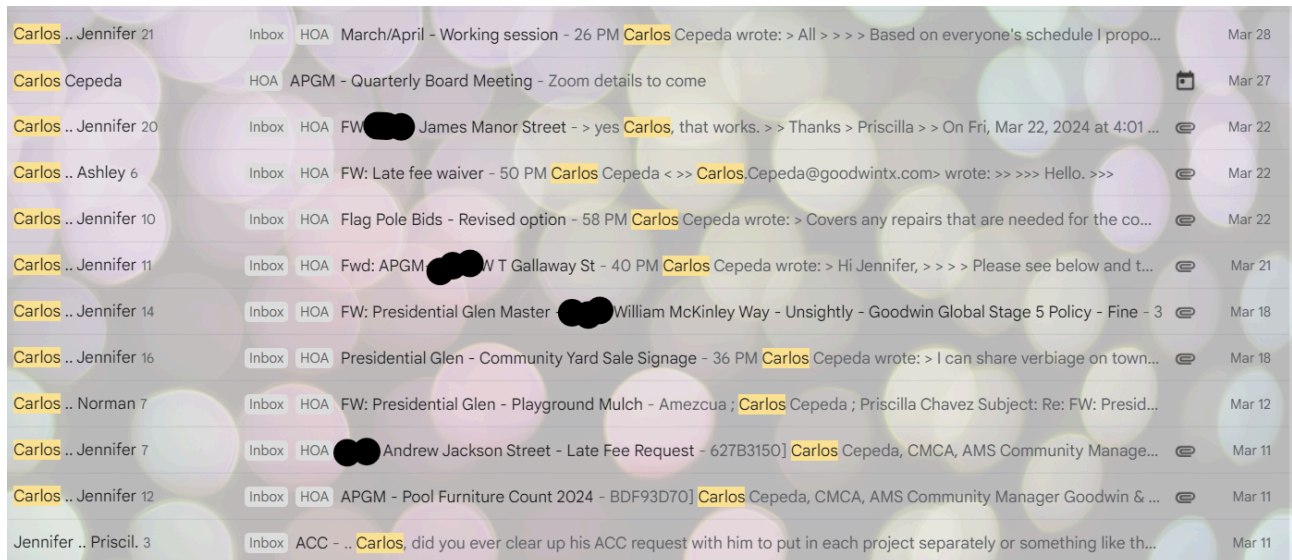 Carlos .. Jennifer 21 Inbox HOA March/April - Working session - 26 PM Carlos Cepeda wrote: > All > > > > Based on everyone's schedule I propo... Mar 28
Carlos Cepeda HOA APGM - Quarterly Board Meeting - Zoom details to come Mar 27
Carlos .. Jennifer 20 Inbox HOA FW James Manor Street - > yes Carlos, that works. > > Thanks > Priscilla > > On Fri, Mar 22, 2024 at 4:01 ... Mar 22
Carlos .. Ashley 6 Inbox HOA FW: Late fee waiver - 50 PM Carlos Cepeda < >> Carlos.Cepeda@goodwintx.com> wrote: >> >>> Hello. >>> Mar 22
Carlos .. Jennifer 10 Inbox HOA Flag Pole Bids - Revised option - 58 PM Carlos Cepeda wrote: > Covers any repairs that are needed for the co... Mar 22
Carlos .. Jennifer 11 Inbox HOA Fwd: APGM- W T Gallaway St - 40 PM Carlos Cepeda wrote: > Hi Jennifer, > > > > Please see below and t... Mar 21
Carlos .. Jennifer 14 Inbox HOA FW: Presidential Glen Master - William McKinley Way - Unsightly - Goodwin Global Stage 5 Policy - Fine - 3 Mar 18
Carlos .. Jennifer 16 Inbox HOA Presidential Glen - Community Yard Sale Signage - 36 PM Carlos Cepeda wrote: > I can share verbiage on town... Mar 18
Carlos .. Norman 7 Inbox HOA FW: Presidential Glen - Playground Mulch - Amezcua ; Carlos Cepeda ; Priscilla Chavez Subject: Re: FW: Presid... Mar 12
Carlos .. Jennifer 7 Inbox HOA Andrew Jackson Street - Late Fee Request - 627B3150] Carlos Cepeda, CMCA, AMS Community Manage... Mar 11
Carlos .. Jennifer 12 Inbox HOA APGM - Pool Furniture Count 2024 - BDF93D70] Carlos Cepeda, CMCA, AMS Community Manager Goodwin & ... Mar 11
Jennifer .. Priscil. 3 Inbox ACC - .. Carlos, did you ever clear up his ACC request with him to put in each project separately or something like th... Mar 11